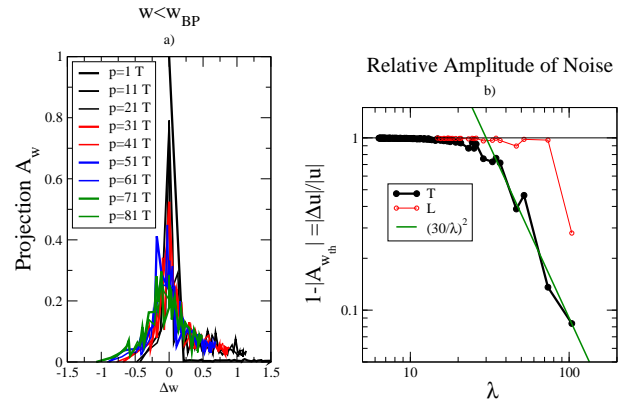 w<w_BP
a)
Projection A_w
1
0.8
0.6
0.4
0.2
0
p=1 T
p=11 T
p=21 T
p=31 T
p=41 T
p=51 T
p=61 T
p=71 T
p=81 T
-1.5 -1 -0.5 0 0.5 1 1.5
Δw
Relative Amplitude of Noise
b)
1-|A_w_th| =|Δu|/|u|
1
0.1
T
L
(30/λ)^2
10 100
λ